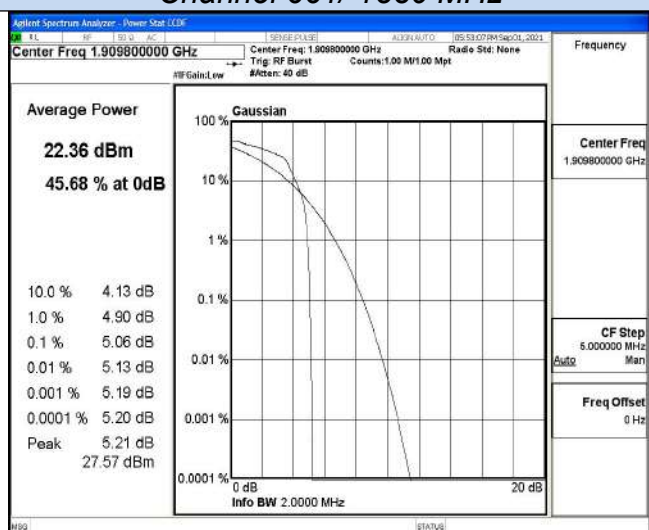 Agilent Spectrum Analyzer - Power Stat CCDF
RL RF 50 Ω AC SENSE:PULSE ALIGN AUTO 05:53:07 PM Sep 01, 2021
Center Freq 1.909800000 GHz
Center Freq: 1.909800000 GHz Radio Std: None
Trig: RF Burst Counts:1.00 M/1.00 Mpt
#IFGain:Low #Atten: 40 dB
Frequency
Average Power
22.36 dBm
45.68 % at 0dB
10.0 % 4.13 dB
1.0 % 4.90 dB
0.1 % 5.06 dB
0.01 % 5.13 dB
0.001 % 5.19 dB
0.0001 % 5.20 dB
Peak 5.21 dB
27.57 dBm
Gaussian
100 %
10 %
1 %
0.1 %
0.01 %
0.001 %
0.0001 %
0 dB 20 dB
Info BW 2.0000 MHz
Center Freq
1.909800000 GHz
CF Step
5.000000 MHz
Auto Man
Freq Offset
0 Hz
MSG STATUS